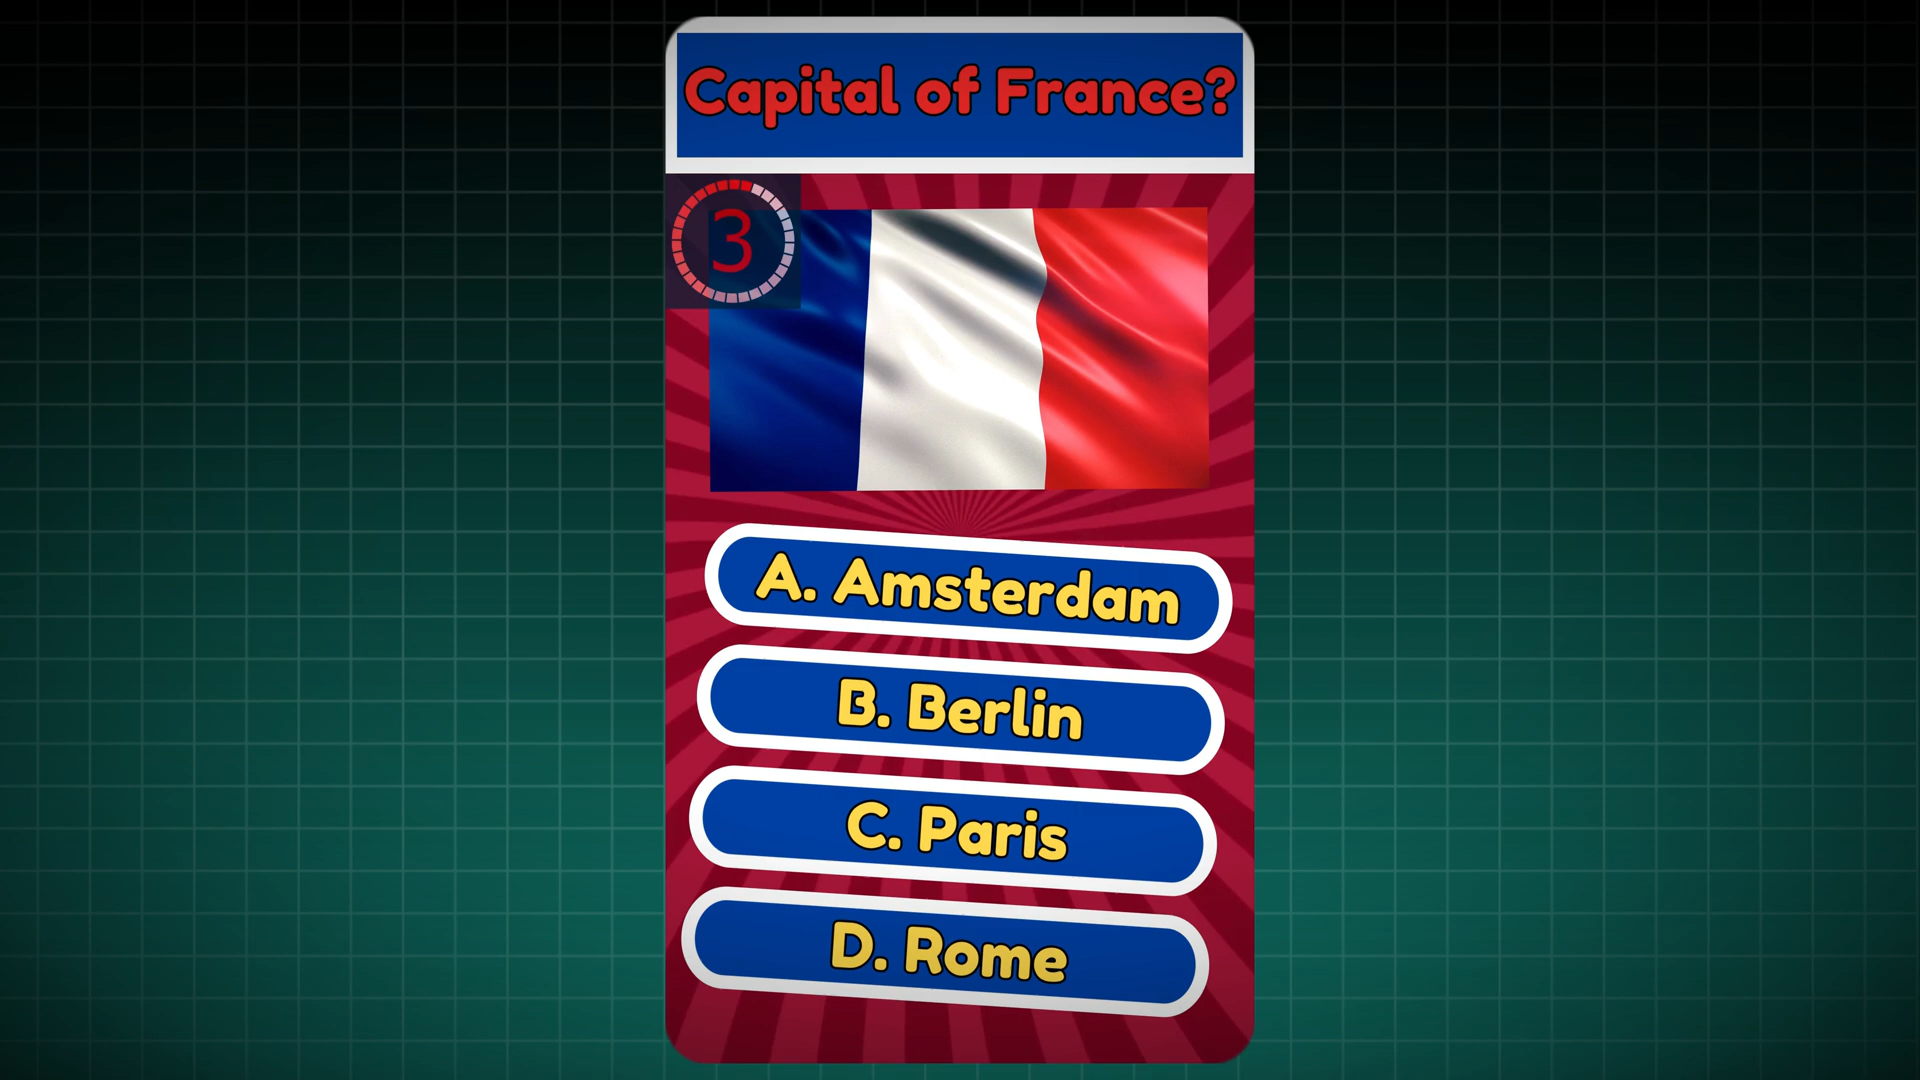 Capital of France?
3
A. Amsterdam
B. Berlin
C. Paris
D. Rome